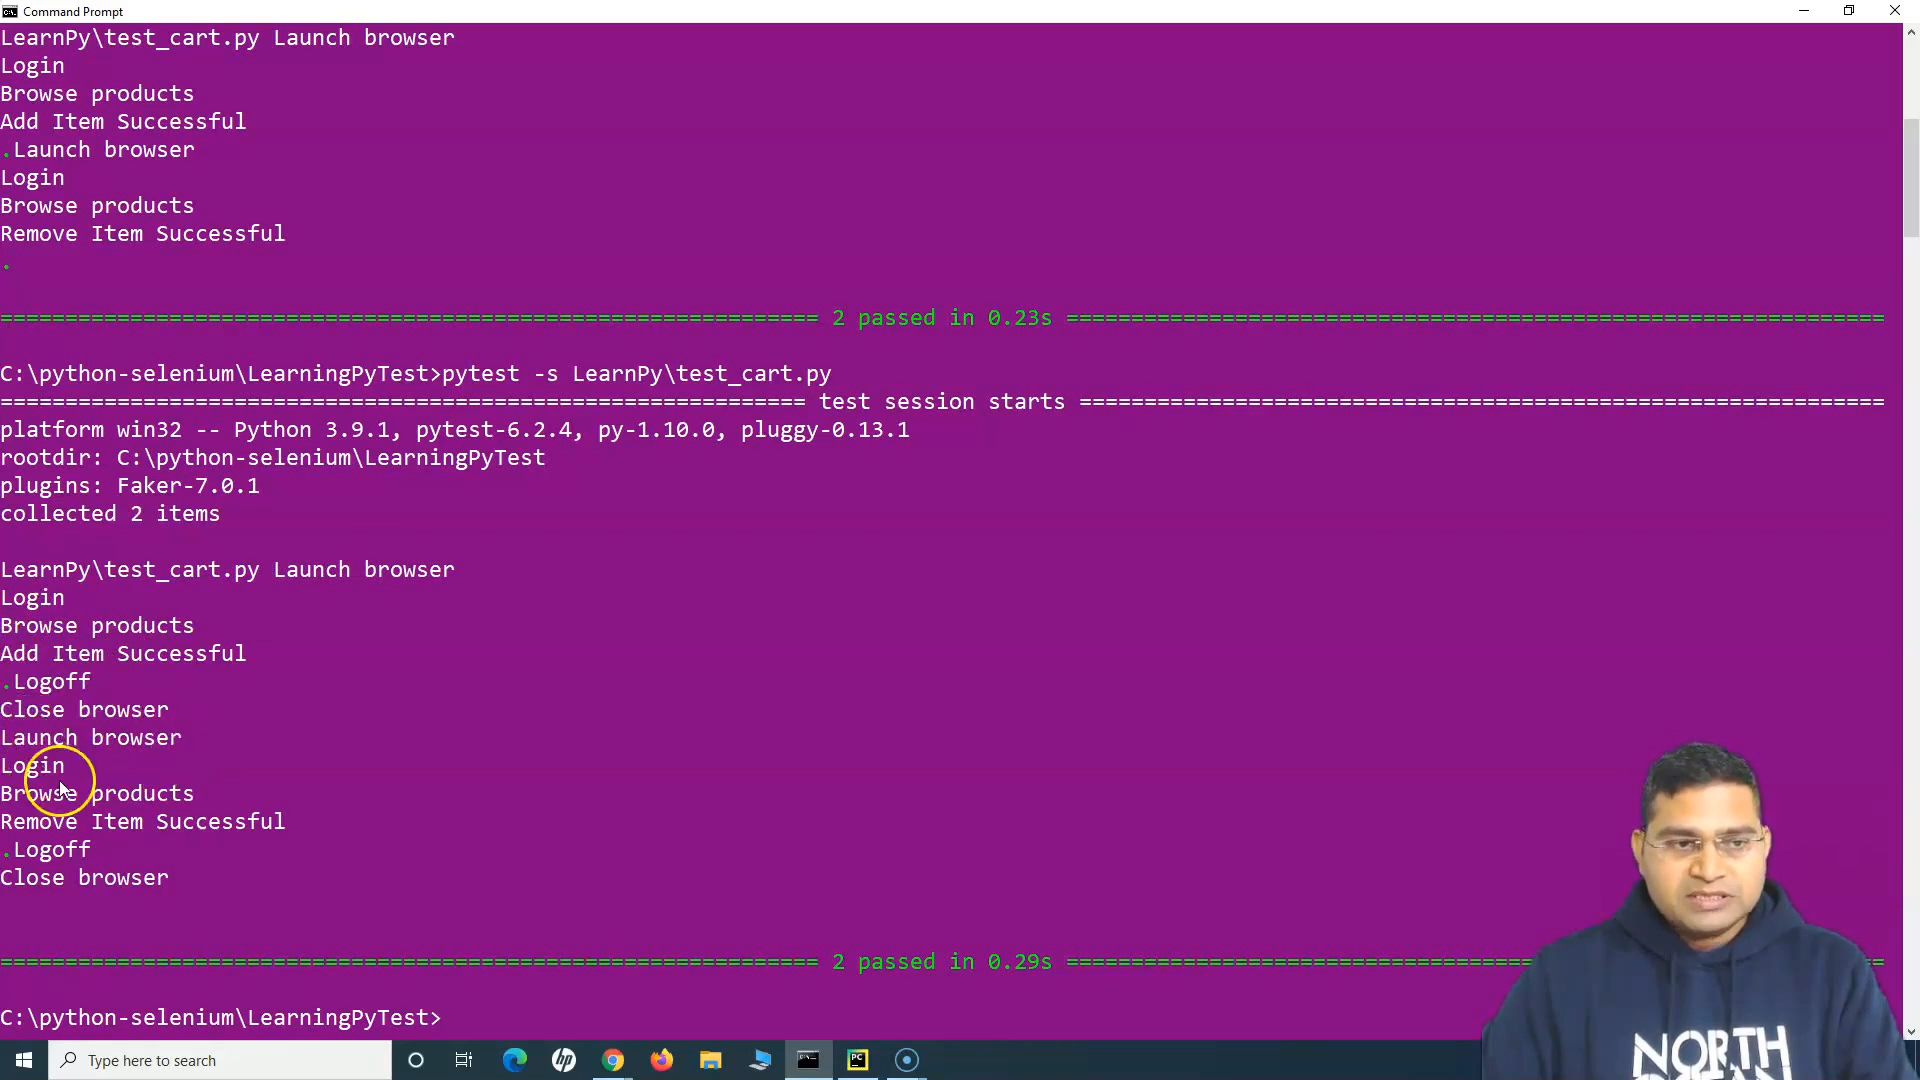 Command Prompt
LearnPy\test_cart.py Launch browser
Login
Browse products
Add Item Successful
.Launch browser
Login
Browse products
Remove Item Successful
.
=============================================================== 2 passed in 0.23s ===============================================================
C:\python-selenium\LearningPyTest>pytest -s LearnPy\test_cart.py
============================================================== test session starts ==============================================================
platform win32 -- Python 3.9.1, pytest-6.2.4, py-1.10.0, pluggy-0.13.1
rootdir: C:\python-selenium\LearningPyTest
plugins: Faker-7.0.1
collected 2 items
LearnPy\test_cart.py Launch browser
Login
Browse products
Add Item Successful
.Logoff
Close browser
Launch browser
Login
Browse products
Remove Item Successful
.Logoff
Close browser
=============================================================== 2 passed in 0.29s ===============================================================
C:\python-selenium\LearningPyTest>
NORTH
Type here to search
hp
PC